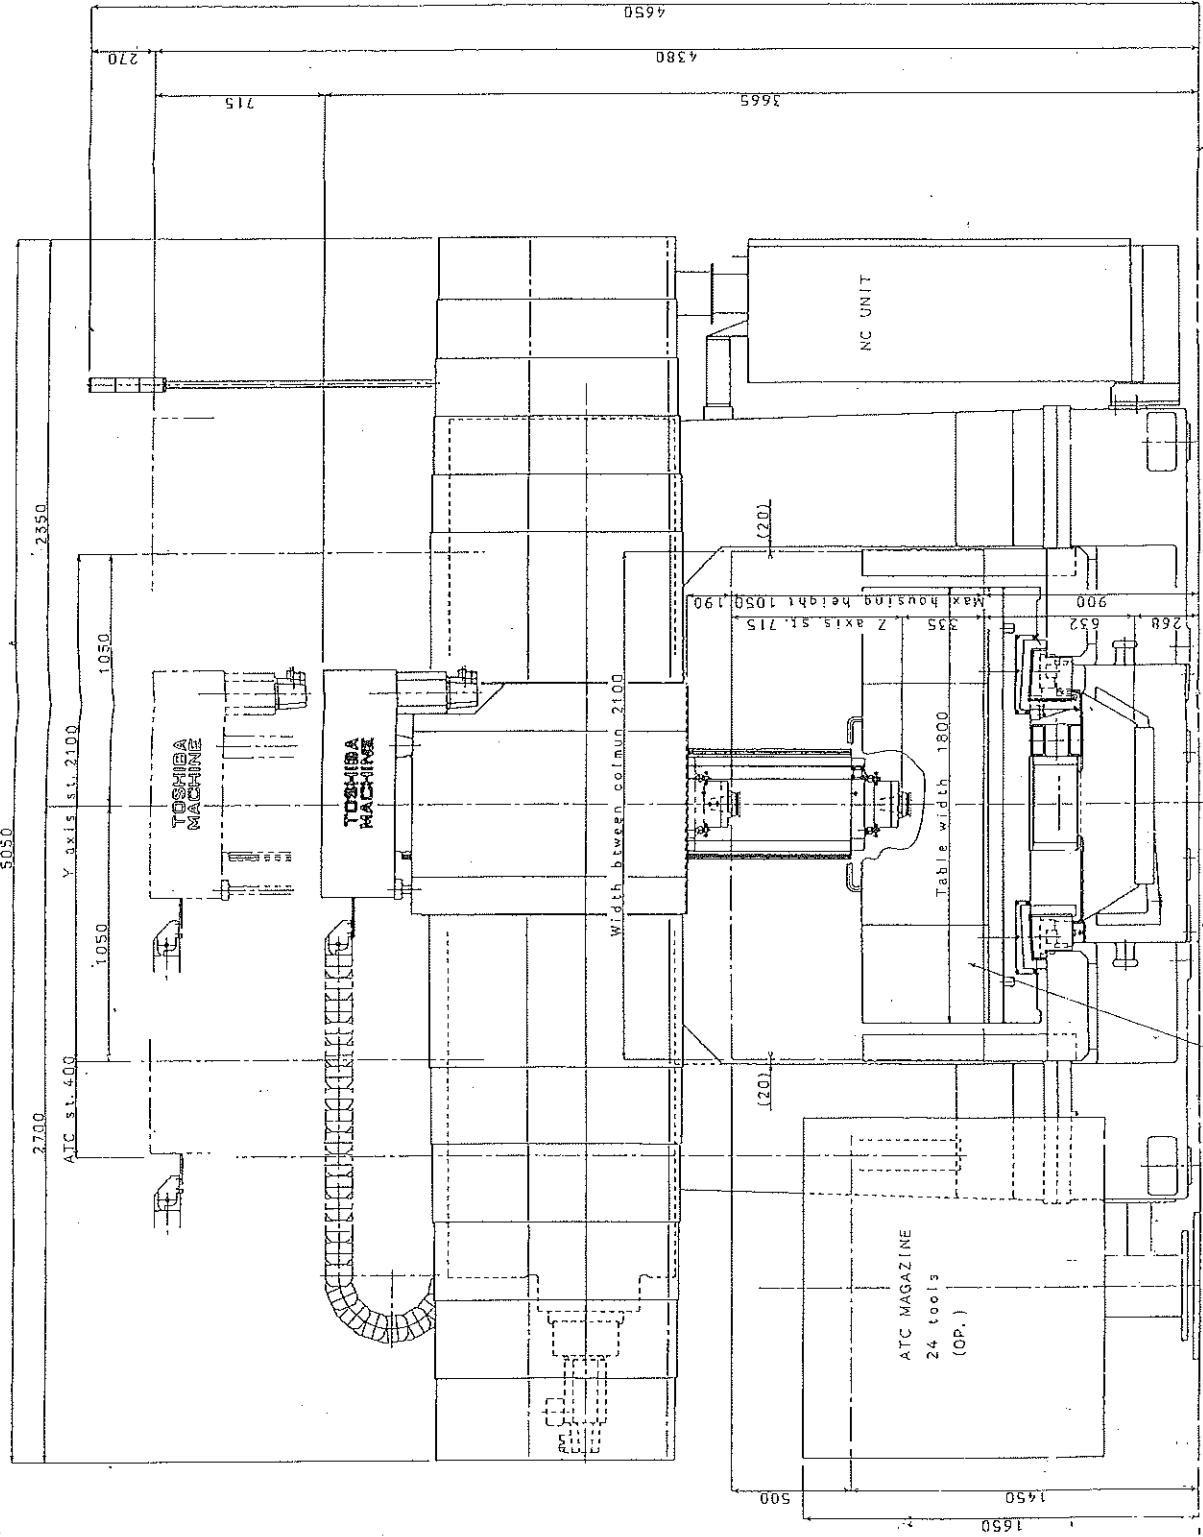 5050
2700
2350
ATC st.400
Y axis st. 2100
1050
1050
4650
270
4380
715
3665
TOSHIBA
MACHINE
TOSHIBA
MACHINE
NC UNIT
Width btween colmun 2100
(20)
(20)
190
Max housing height 1050
Z axis. st. 715
335
900
632
268
Table width 1800
ATC MAGAZINE
24 tools
(OP.)
500
1450
1650